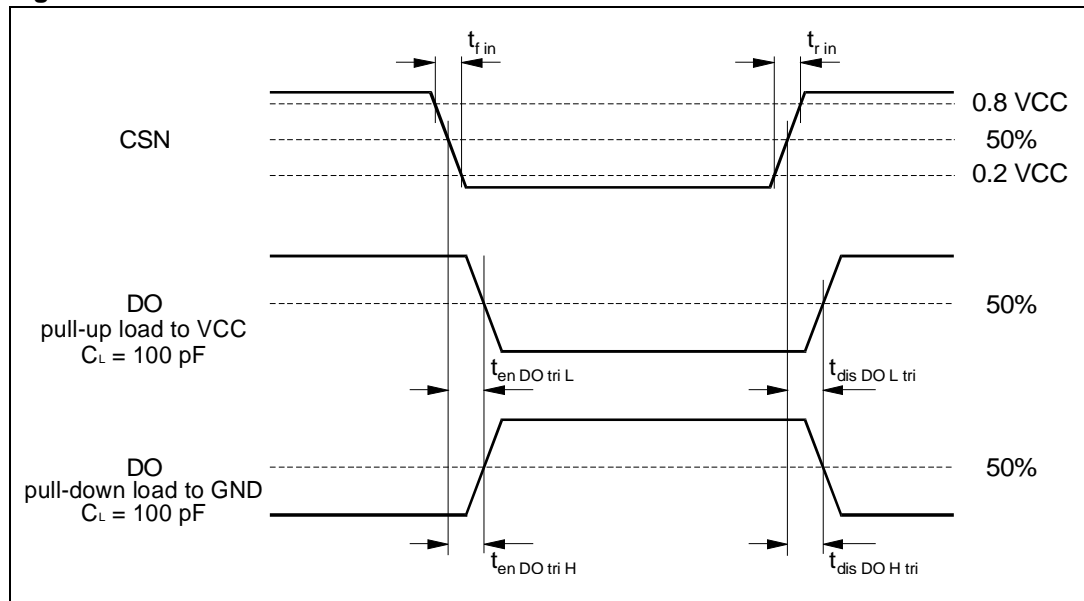 t f in
t r in
0.8 VCC
CSN
50%
0.2 VCC
DO
50%
pull-up load to VCC
CL = 100 pF
t en DO tri L
t dis DO L tri
DO
50%
pull-down load to GND
CL = 100 pF
t en DO tri H
t dis DO H tri